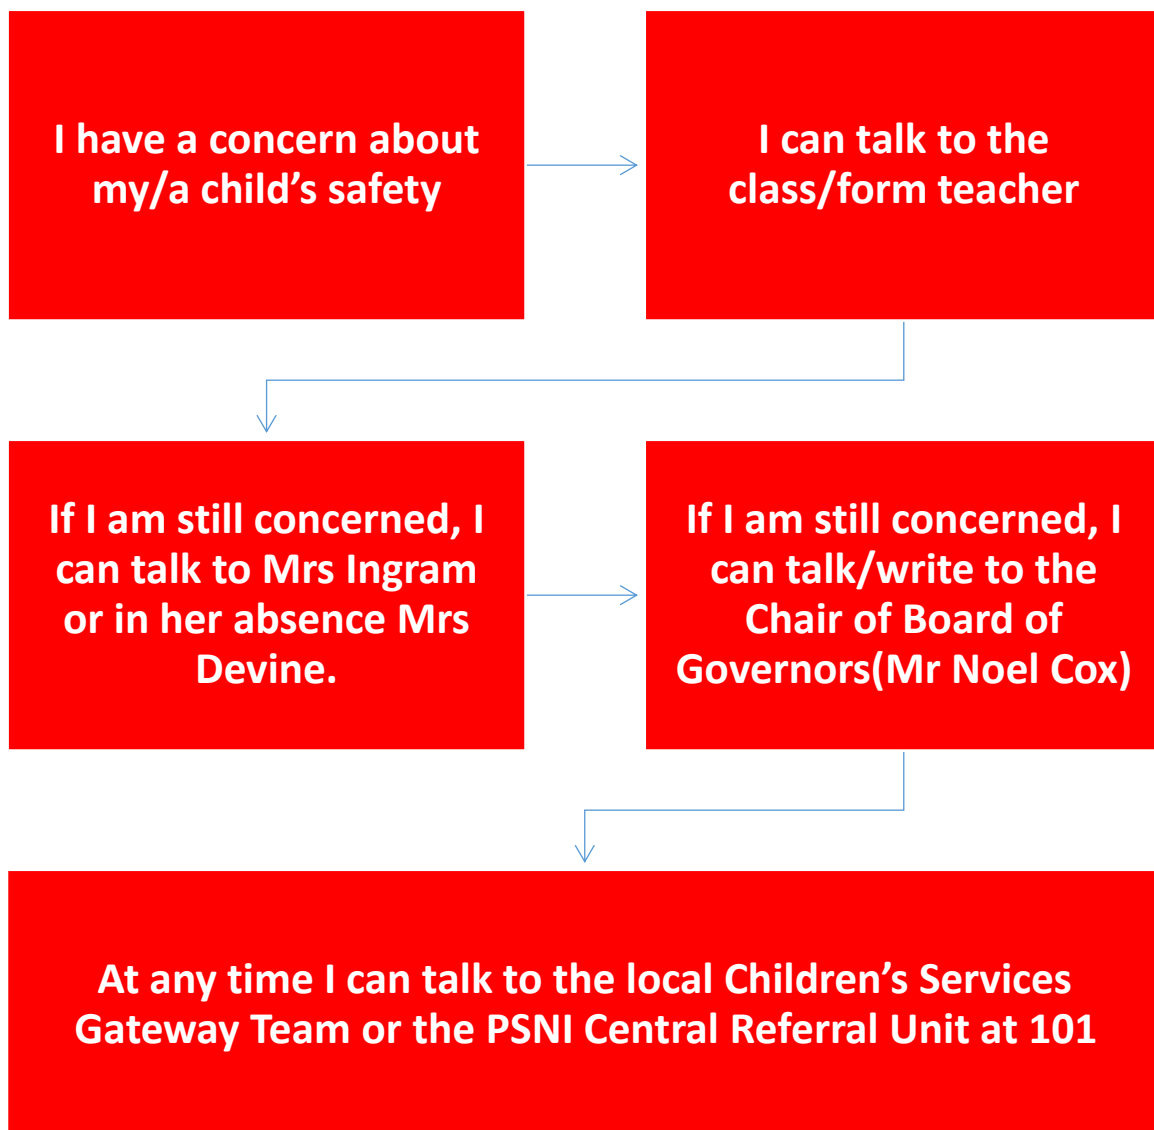 I have a concern about
my/a child’s safety
I can talk to the
class/form teacher
If I am still concerned, I
can talk to Mrs Ingram
or in her absence Mrs
Devine.
If I am still concerned, I
can talk/write to the
Chair of Board of
Governors(Mr Noel Cox)
At any time I can talk to the local Children’s Services
Gateway Team or the PSNI Central Referral Unit at 101